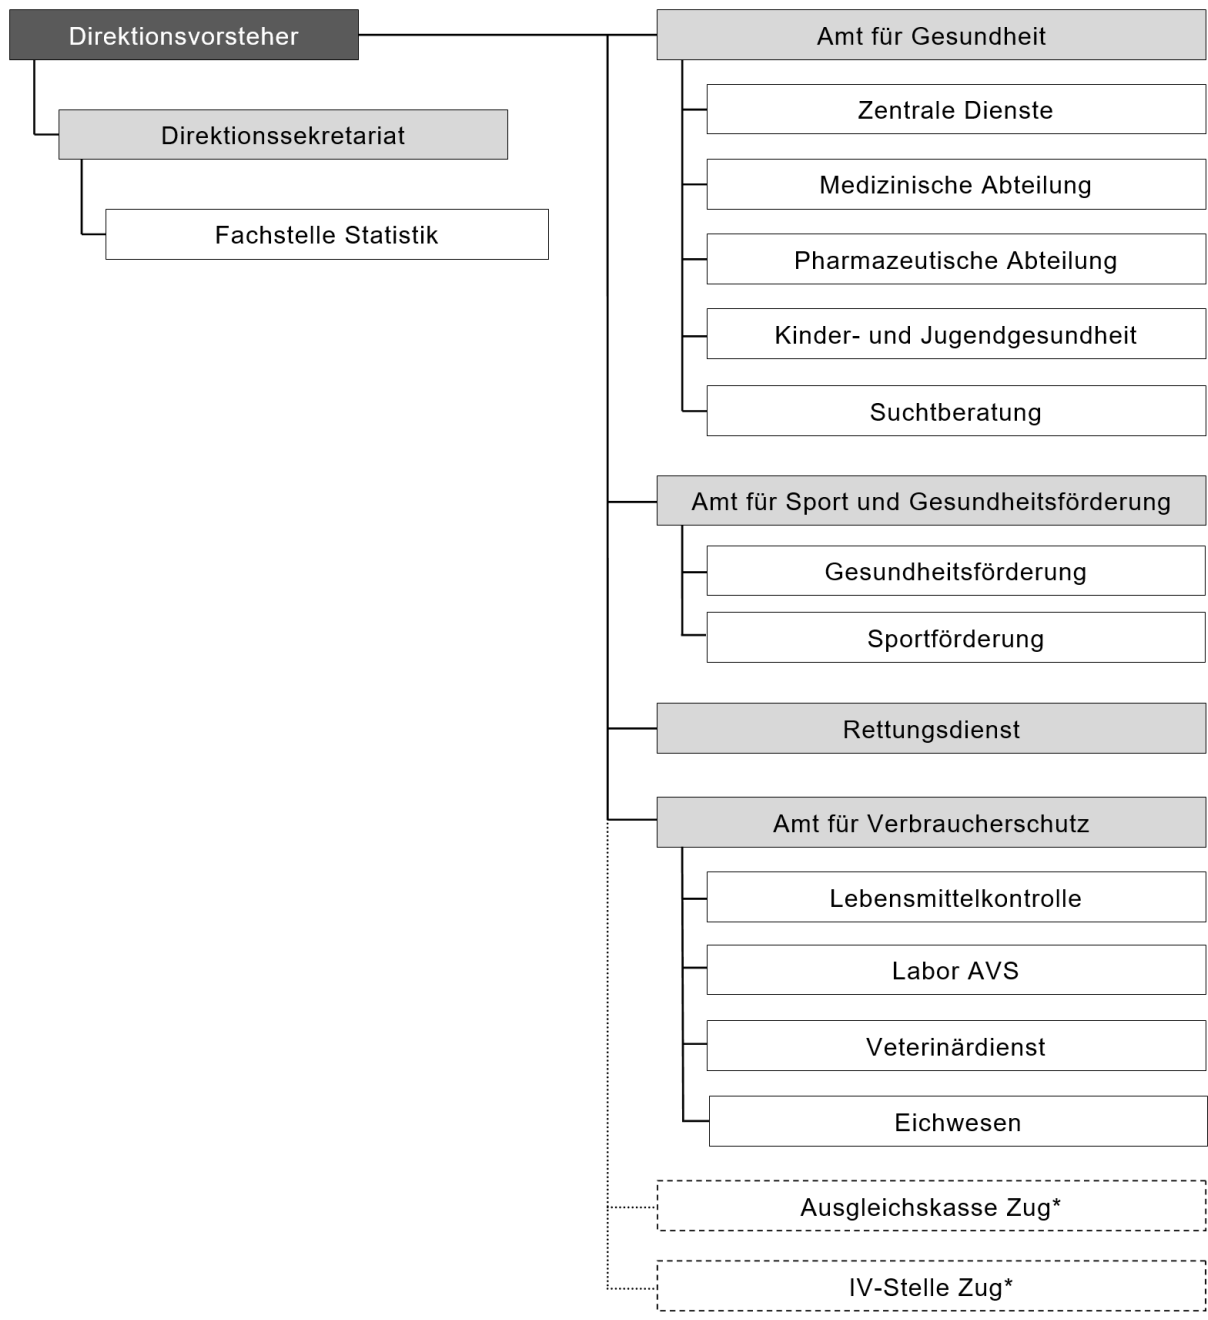 Direktionsvorsteher
Direktionssekretariat
Fachstelle Statistik
Amt für Gesundheit
Zentrale Dienste
Medizinische Abteilung
Pharmazeutische Abteilung
Kinder- und Jugendgesundheit
Suchtberatung
Amt für Sport und Gesundheitsförderung
Gesundheitsförderung
Sportförderung
Rettungsdienst
Amt für Verbraucherschutz
Lebensmittelkontrolle
Labor AVS
Veterinärdienst
Eichwesen
Ausgleichskasse Zug*
IV-Stelle Zug*